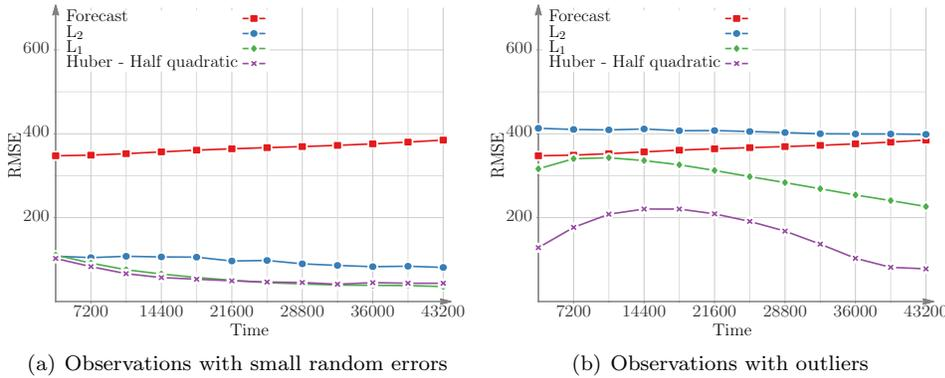 Forecast
L₂
L₁
Huber - Half quadratic
600
400
200
RMSE
7200 14400 21600 28800 36000 43200
Time
(a) Observations with small random errors
Forecast
L₂
L₁
Huber - Half quadratic
600
400
200
RMSE
7200 14400 21600 28800 36000 43200
Time
(b) Observations with outliers